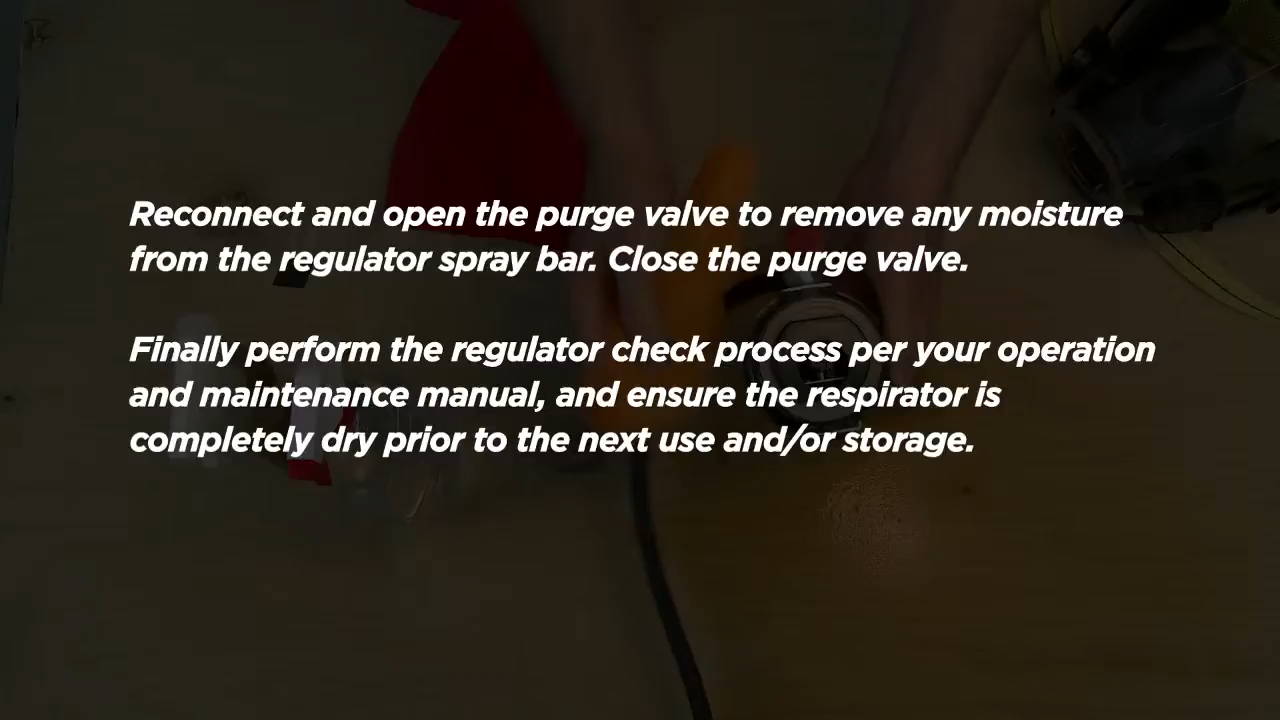 Reconnect and open the purge valve to remove any moisture
from the regulator spray bar. Close the purge valve.
Finally perform the regulator check process per your operation
and maintenance manual, and ensure the respirator is
completely dry prior to the next use and/or storage.